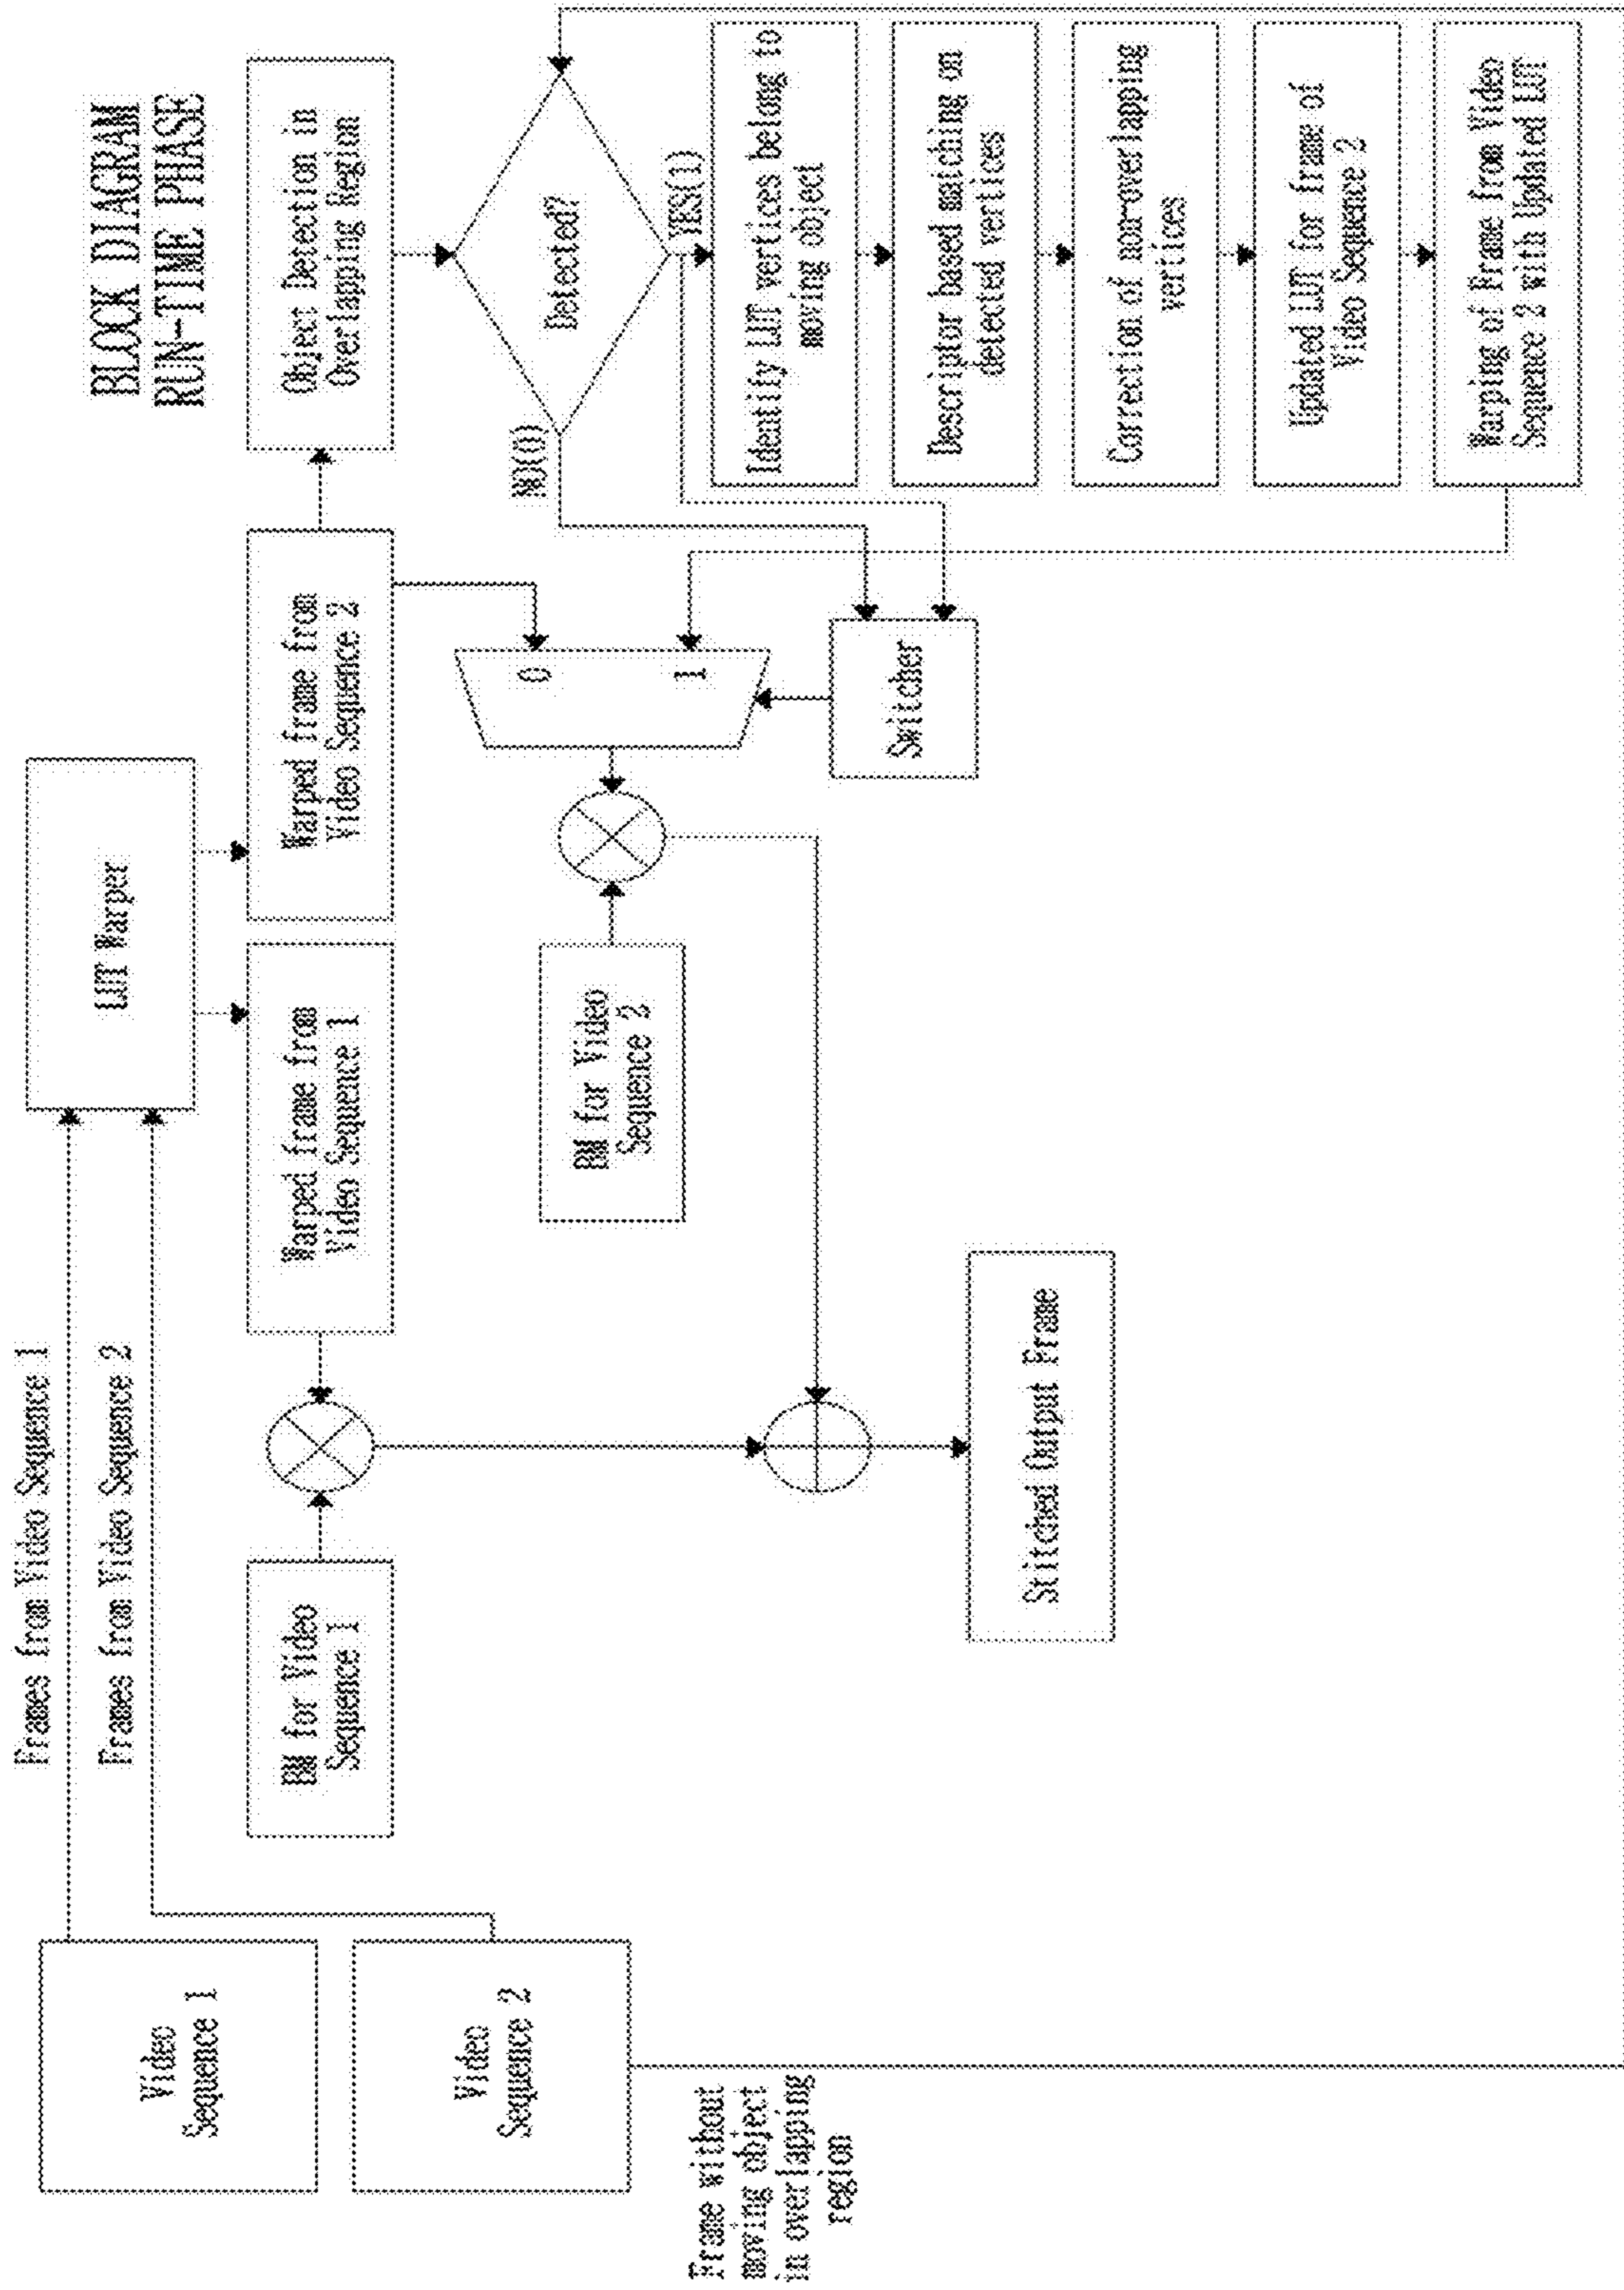 BLOCK DIAGRAM
RUN-TIME PHASE
Frames from Video Sequence 1
Frames from Video Sequence 2
Video
Sequence 1
Video
Sequence 2
Frame without
moving object
in overlapping
region
LUT Warper
BM for Video
Sequence 1
Warped frame from
Video Sequence 1
Warped frame from
Video Sequence 2
Object Detection in
Overlapping Region
BM for Video
Sequence 2
0
1
Switcher
Detected?
NO(0)
YES(1)
Identify LUT vertices belong to
moving object
Descriptor based matching on
detected vertices
Correction of non-overlapping
vertices
Updated LUT for frame of
Video Sequence 2
Warping of Frame from Video
Sequence 2 with Updated LUT
Stitched Output Frame